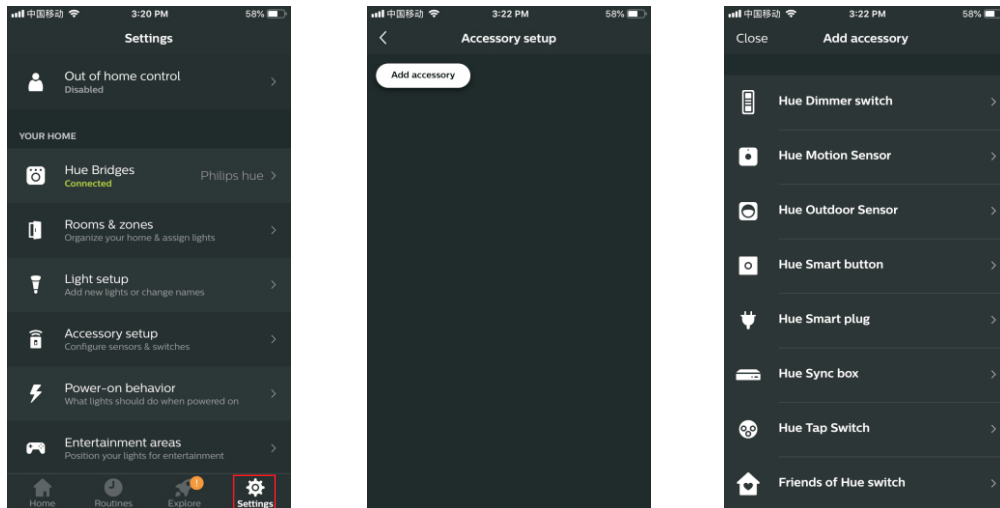 中国移动 3:20 PM 58%
Settings
Out of home control
Disabled
YOUR HOME
Hue Bridges
Connected
Philips hue
Rooms & zones
Organize your home & assign lights
Light setup
Add new lights or change names
Accessory setup
Configure sensors & switches
Power-on behavior
What lights should do when powered on
Entertainment areas
Position your lights for entertainment
Home Routines Explore Settings
中国移动 3:22 PM 58%
Accessory setup
Add accessory
中国移动 3:22 PM 58%
Close Add accessory
Hue Dimmer switch
Hue Motion Sensor
Hue Outdoor Sensor
Hue Smart button
Hue Smart plug
Hue Sync box
Hue Tap Switch
Friends of Hue switch